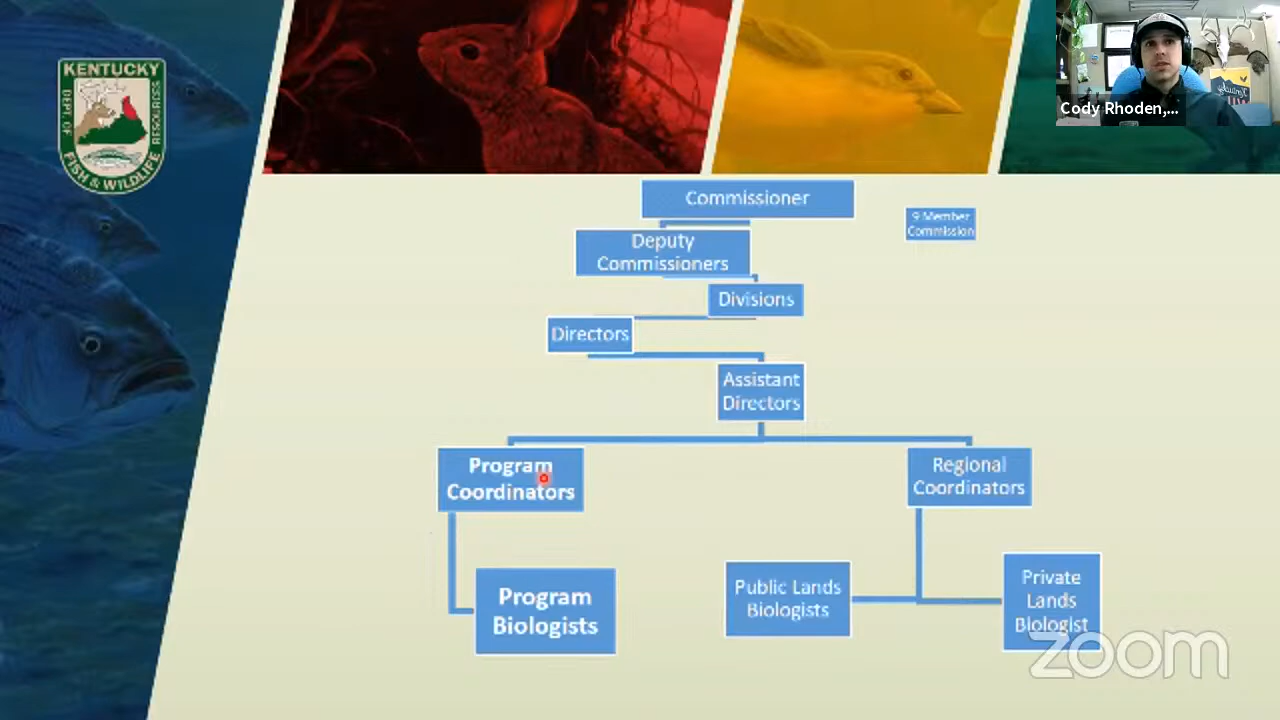 KENTUCKY
DEPT. OF
FISH & WILDLIFE
RESOURCES
Cody Rhoden,...
Commissioner
9 Member
Commission
Deputy
Commissioners
Divisions
Directors
Assistant
Directors
Program
Coordinators
Regional
Coordinators
Program
Biologists
Public Lands
Biologists
Private
Lands
Biologist
zoom